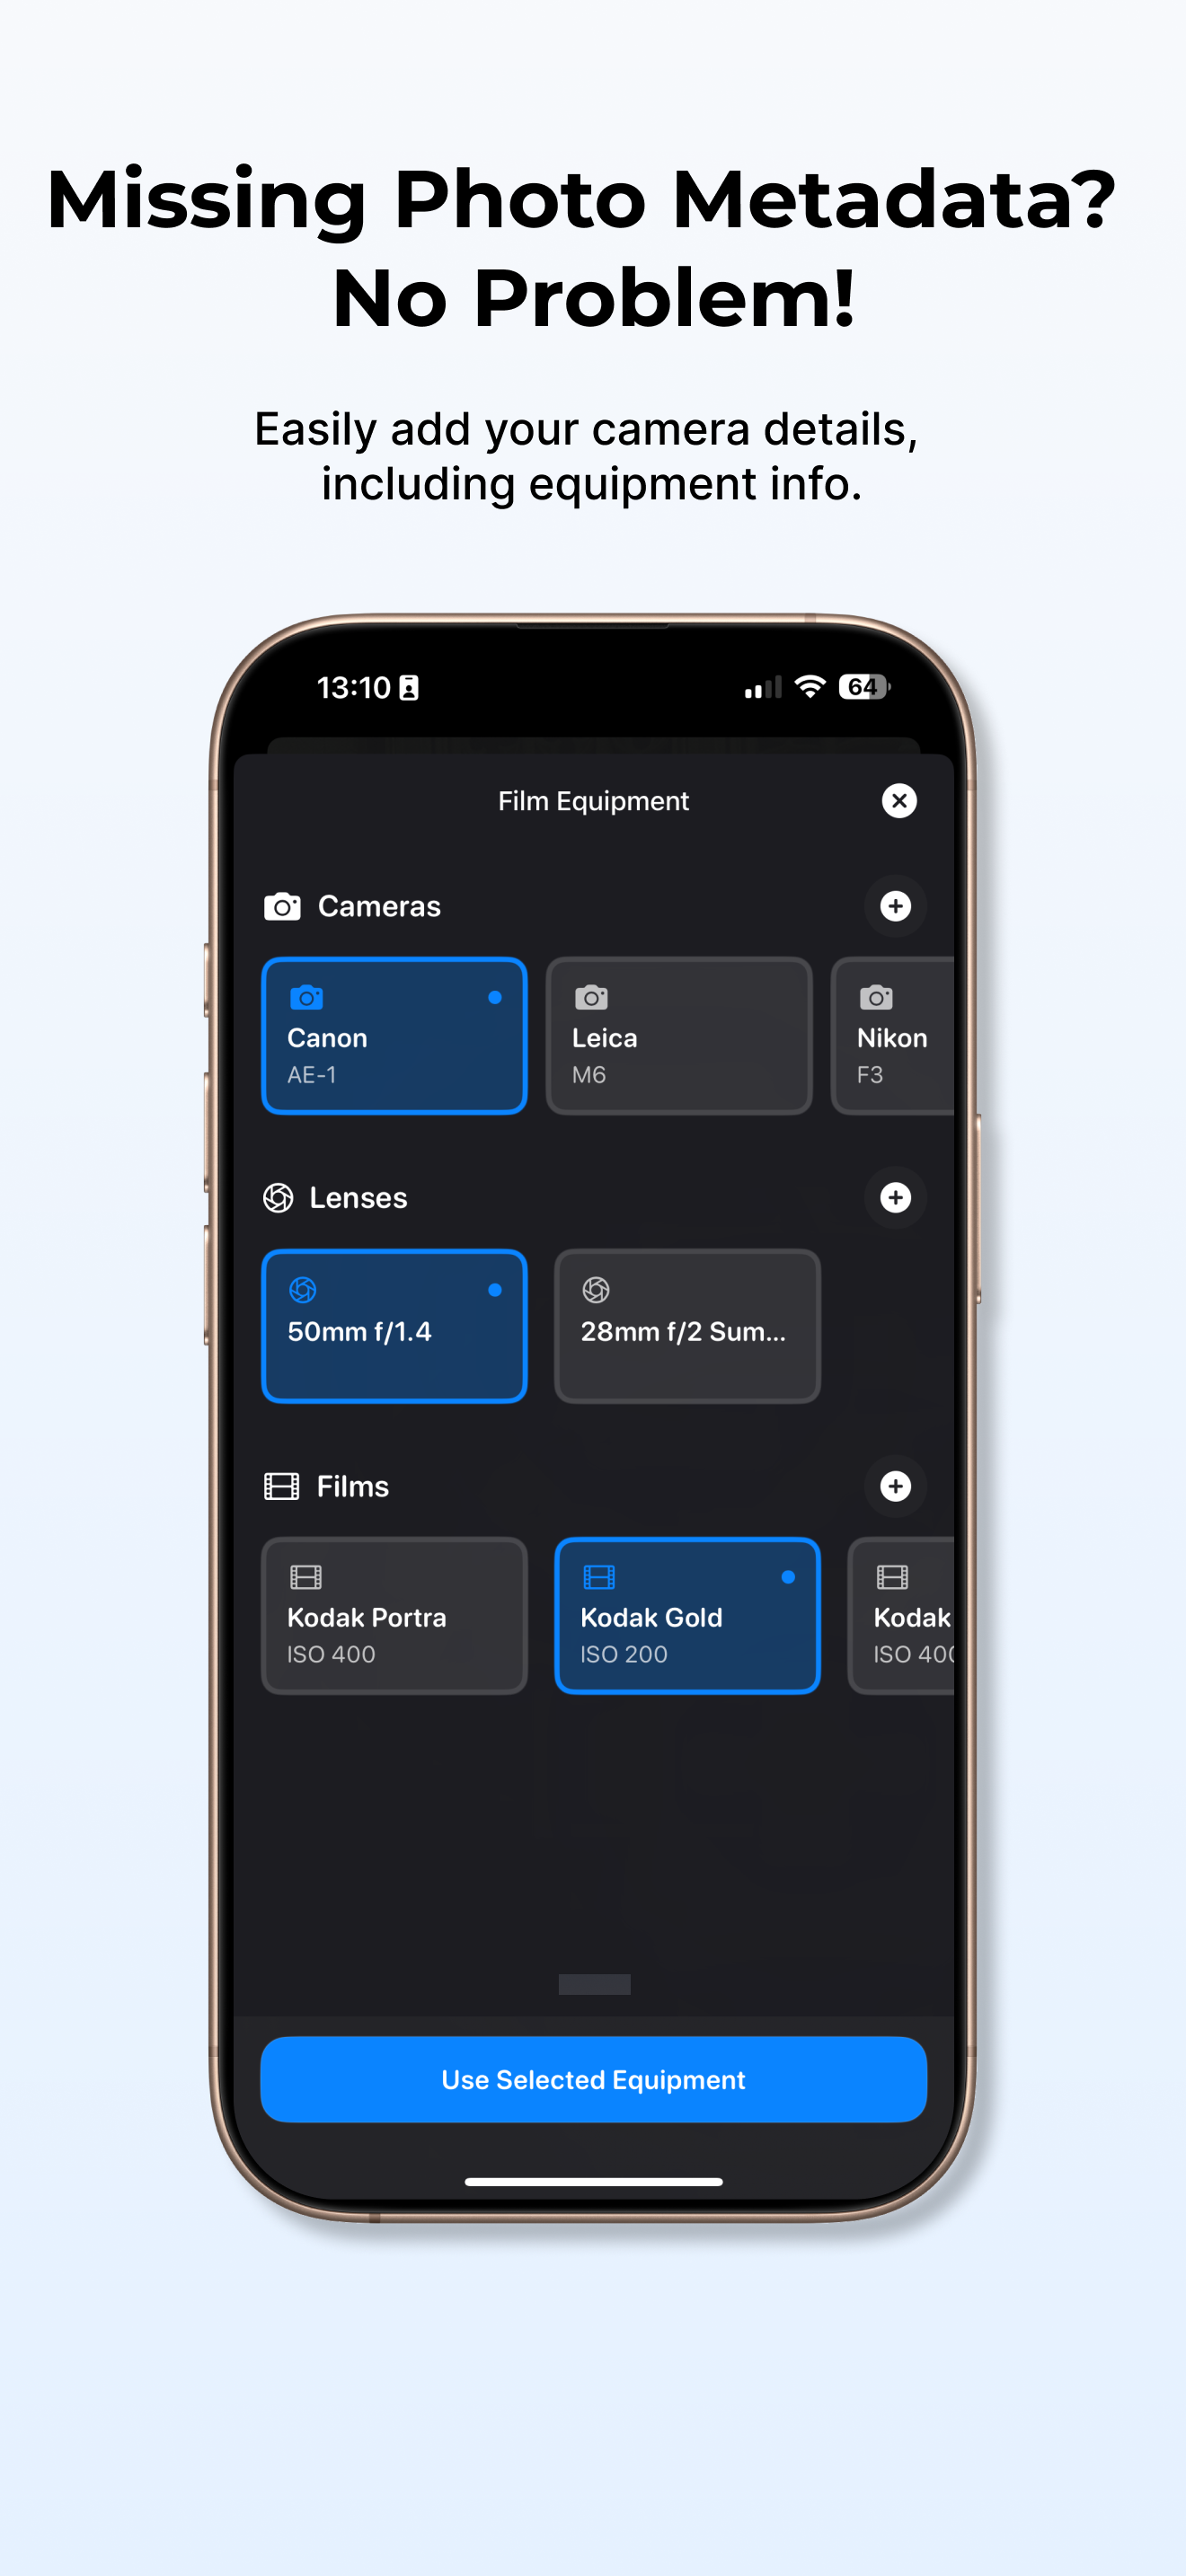 Missing Photo Metadata?
No Problem!
Easily add your camera details,
including equipment info.
13:10
64
Film Equipment
Cameras
Canon
AE-1
Leica
M6
Nikon
F3
Lenses
50mm f/1.4
28mm f/2 Sum...
Films
Kodak Portra
ISO 400
Kodak Gold
ISO 200
Kodak
ISO 400
Use Selected Equipment